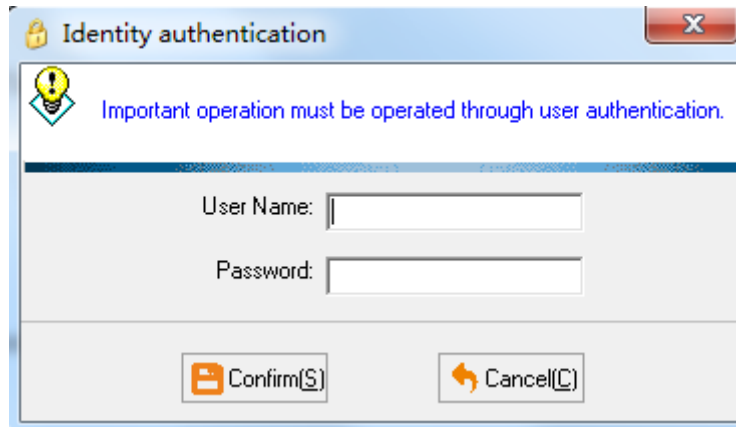 Identity authentication
Important operation must be operated through user authentication.
User Name:
Password:
Confirm(S)
Cancel(C)